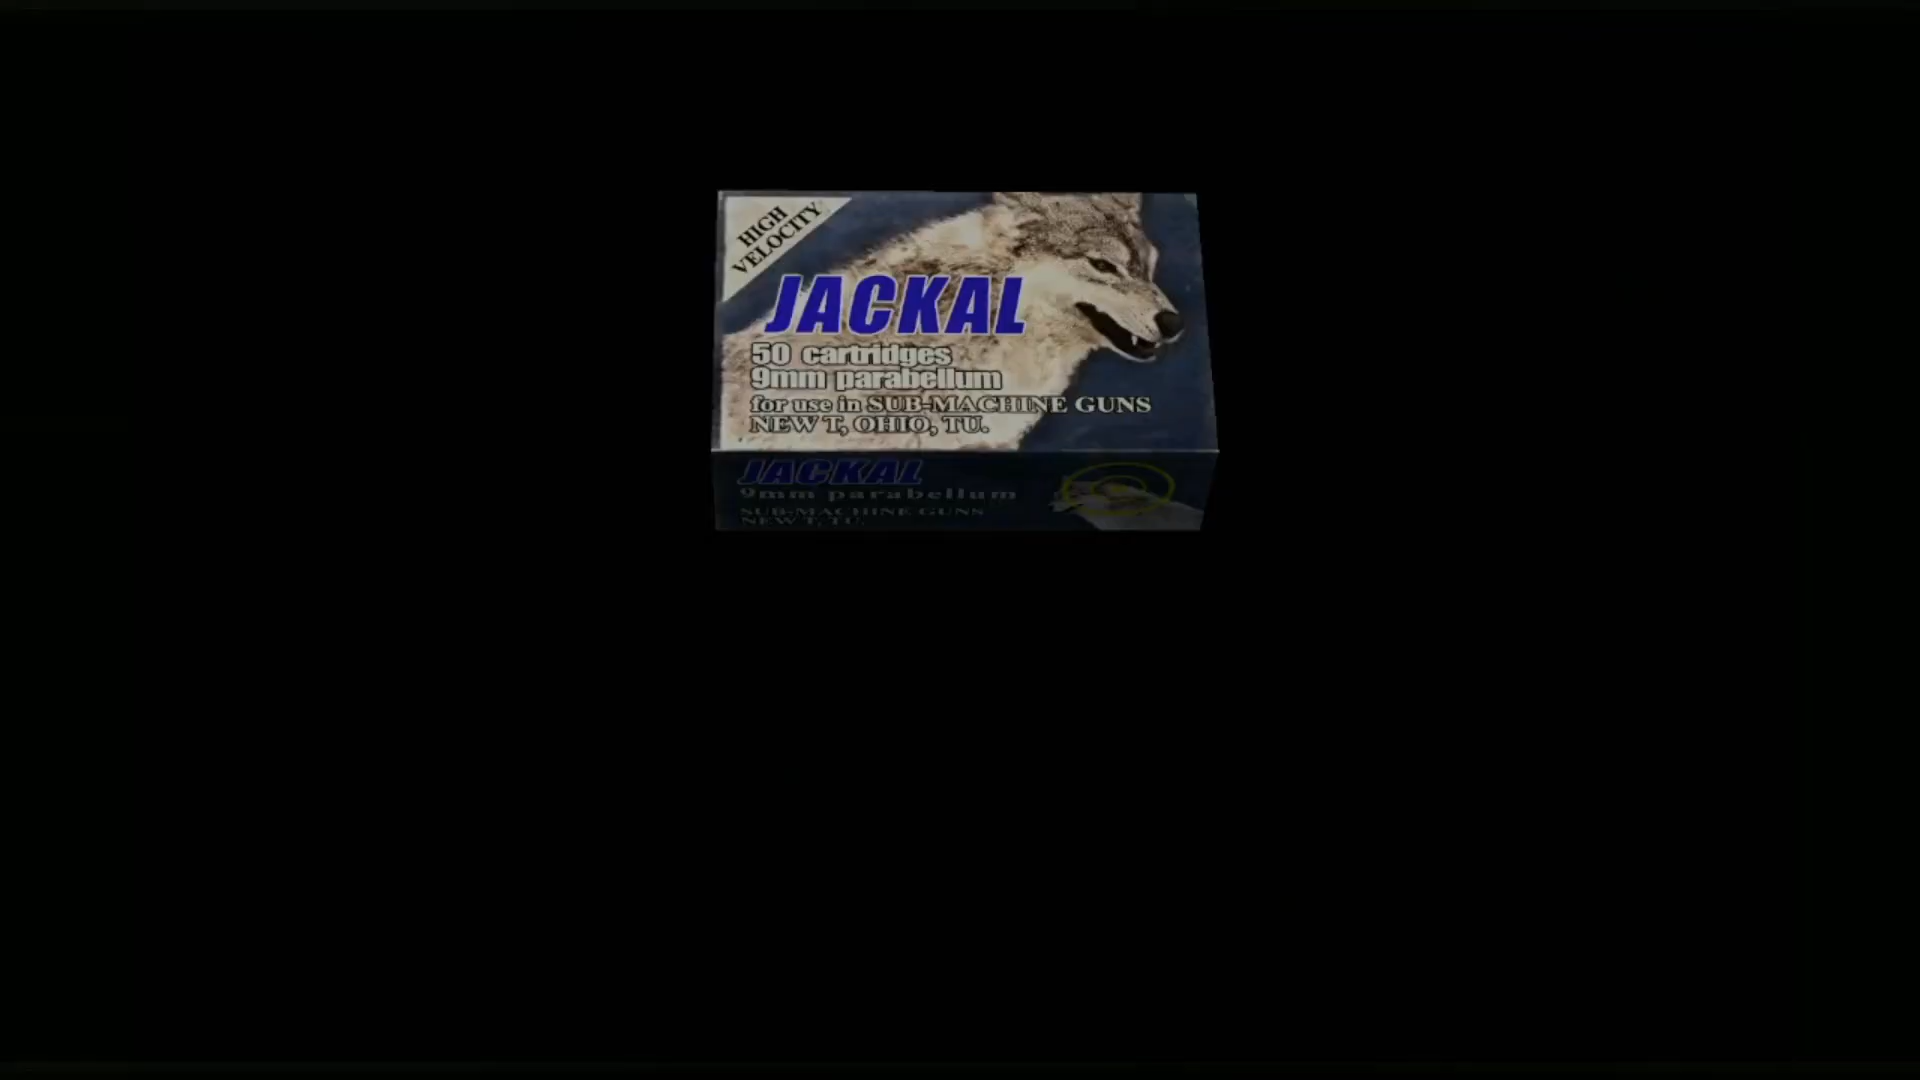 HIGH
VELOCITY
JACKAL
50 cartridges
9mm parabellum
for use in SUB-MACHINE GUNS
NEW T, OHIO, TU.
JACKAL
9mm parabellum
SUB-MACHINE GUNS
NEW T, TU.